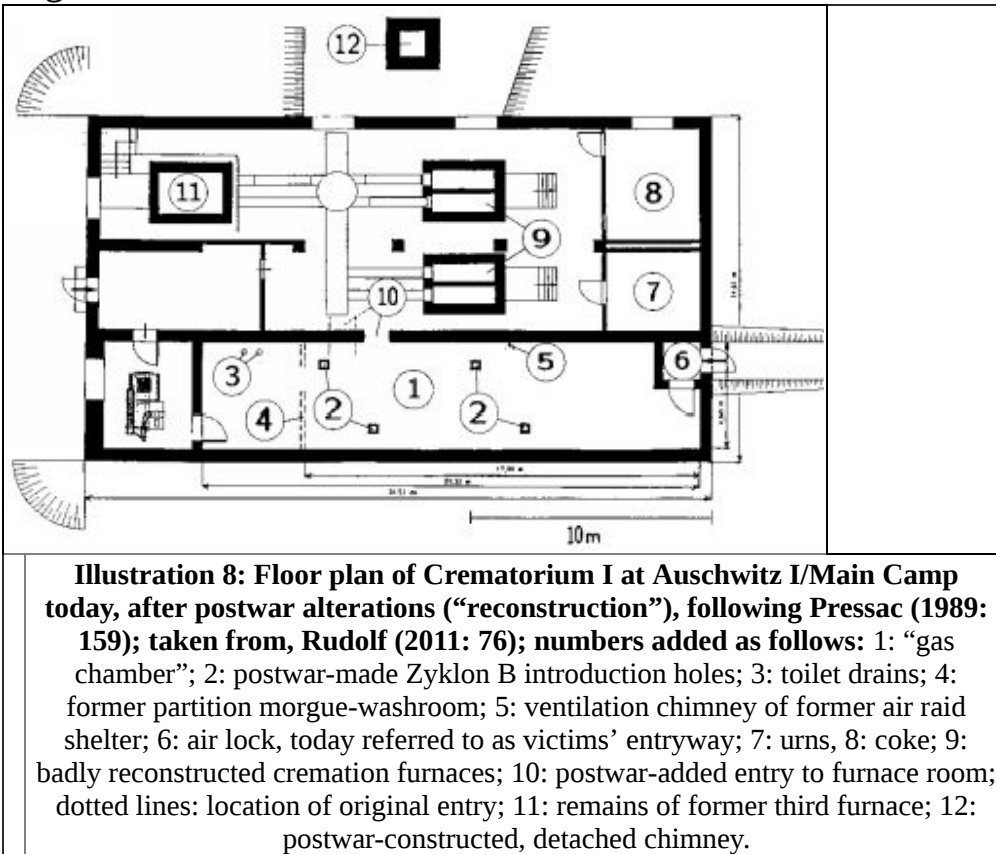 12
11
8
9
7
10
5
6
3
1
2
2
4
10m
Illustration 8: Floor plan of Crematorium I at Auschwitz I/Main Camp
today, after postwar alterations (“reconstruction”), following Pressac (1989:
159); taken from, Rudolf (2011: 76); numbers added as follows: 1: “gas
chamber”; 2: postwar-made Zyklon B introduction holes; 3: toilet drains; 4:
former partition morgue-washroom; 5: ventilation chimney of former air raid
shelter; 6: air lock, today referred to as victims’ entryway; 7: urns, 8: coke; 9:
badly reconstructed cremation furnaces; 10: postwar-added entry to furnace room;
dotted lines: location of original entry; 11: remains of former third furnace; 12:
postwar-constructed, detached chimney.